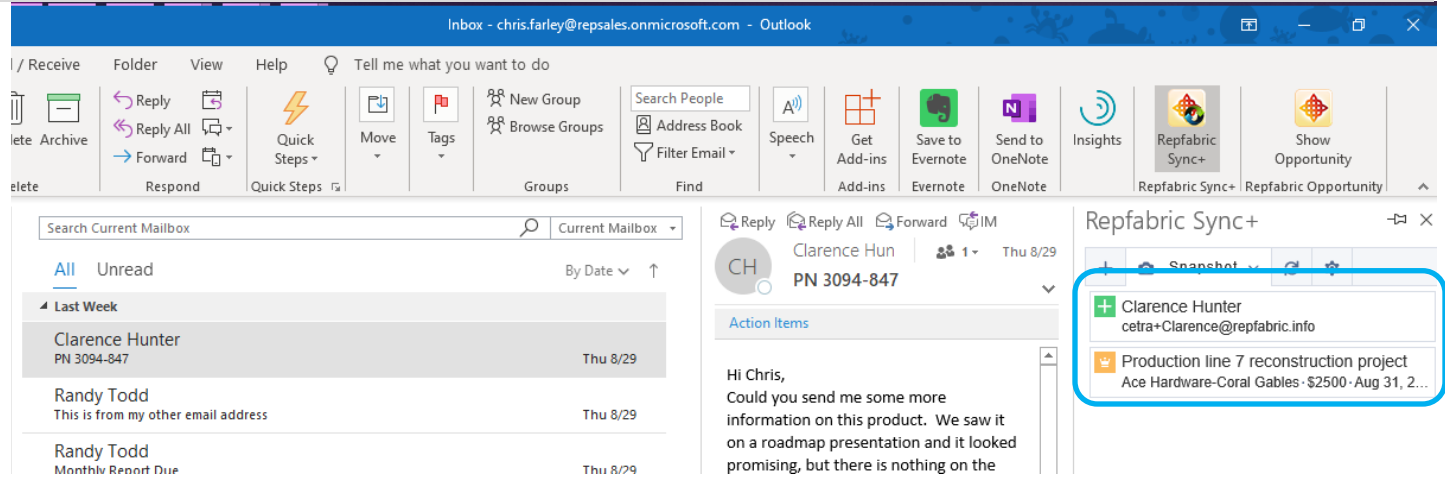 Inbox - chris.farley@repsales.onmicrosoft.com - Outlook
/ Receive Folder View Help Tell me what you want to do
Reply
Reply All
Forward
Archive
Respond
Quick
Steps
Quick Steps
Move
Tags
New Group
Browse Groups
Groups
Search People
Address Book
Filter Email
Find
A))
Speech
Get
Add-ins
Add-ins
Save to
Evernote
Evernote
N
Send to
OneNote
OneNote
Insights
Repfabric
Sync+
Repfabric Sync+
Show
Opportunity
Repfabric Opportunity
Search Current Mailbox Current Mailbox
All Unread By Date
Last Week
Clarence Hunter
PN 3094-847 Thu 8/29
Randy Todd
This is from my other email address Thu 8/29
Randy Todd
Monthly Report Due Thu 8/29
Reply Reply All Forward IM
CH
Clarence Hun 1 Thu 8/29
PN 3094-847
Action Items
Hi Chris,
Could you send me some more
information on this product. We saw it
on a roadmap presentation and it looked
promising, but there is nothing on the
Repfabric Sync+
Snapshot
Clarence Hunter
cetra+Clarence@repfabric.info
Production line 7 reconstruction project
Ace Hardware-Coral Gables · $2500 · Aug 31, 2...